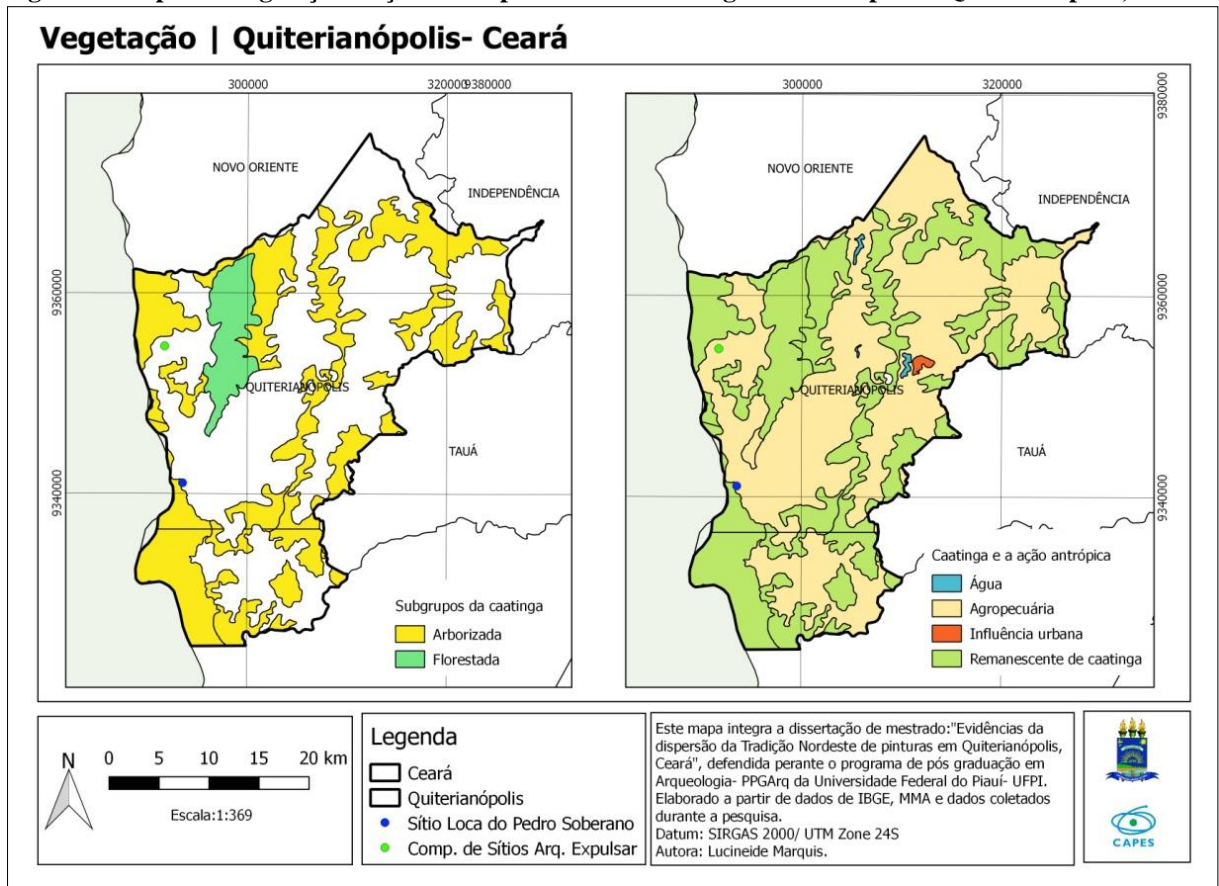 Vegetação | Quiterianópolis- Ceará
300000
320000
9380000
NOVO ORIENTE
INDEPENDÊNCIA
9360000
QUITERIANÓPOLIS
TAUÁ
9340000
Subgrupos da caatinga
Arborizada
Florestada
300000
320000
9380000
NOVO ORIENTE
INDEPENDÊNCIA
9360000
QUITERIANÓPOLIS
TAUÁ
9340000
Caatinga e a ação antrópica
Água
Agropecuária
Influência urbana
Remanescente de caatinga
N
0 5 10 15 20 km
Escala:1:369
Legenda
Ceará
Quiterianópolis
Sítio Loca do Pedro Soberano
Comp. de Sítios Arq. Expulsar
Este mapa integra a dissertação de mestrado:"Evidências da
dispersão da Tradição Nordeste de pinturas em Quiterianópolis,
Ceará", defendida perante o programa de pós graduação em
Arqueologia- PPGArq da Universidade Federal do Piauí- UFPI.
Elaborado a partir de dados de IBGE, MMA e dados coletados
durante a pesquisa.
Datum: SIRGAS 2000/ UTM Zone 24S
Autora: Lucineide Marquis.
CAPES